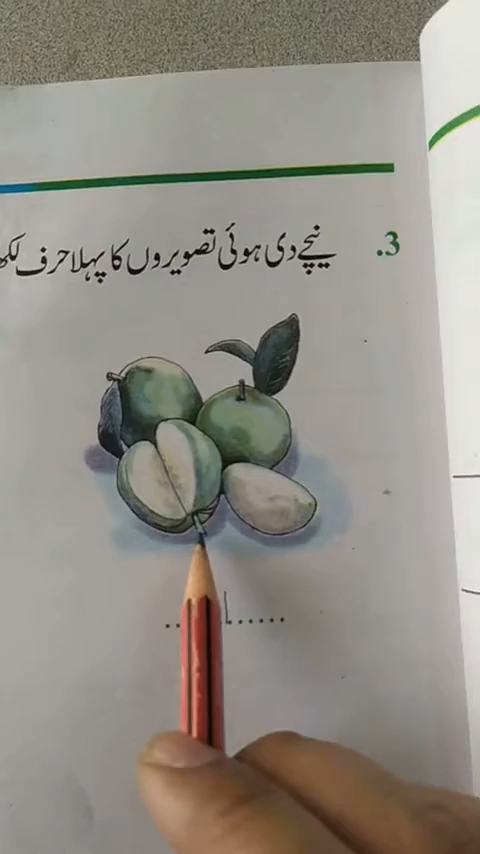 3. نیچے دی ہوئی تصویروں کا پہلا حرف
......ا......